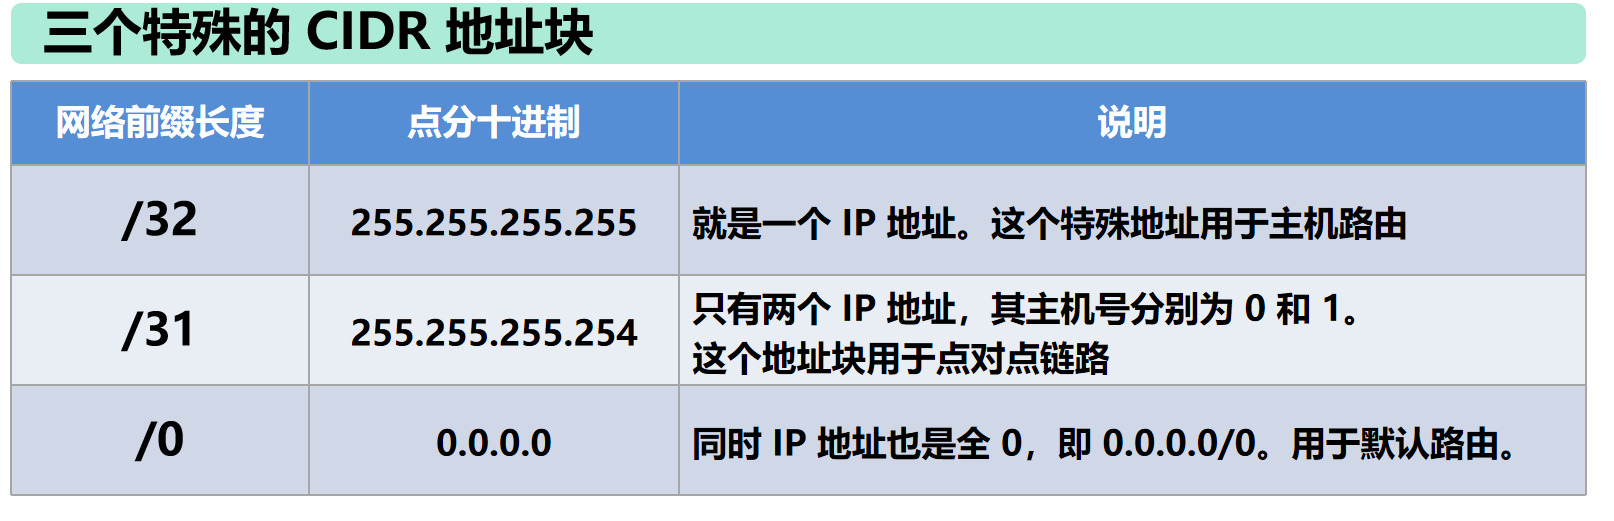 三个特殊的 CIDR 地址块
网络前缀长度
点分十进制
说明
/32
255.255.255.255
就是一个 IP 地址。这个特殊地址用于主机路由
/31
255.255.255.254
只有两个 IP 地址，其主机号分别为 0 和 1。
这个地址块用于点对点链路
/0
0.0.0.0
同时 IP 地址也是全 0，即 0.0.0.0/0。用于默认路由。